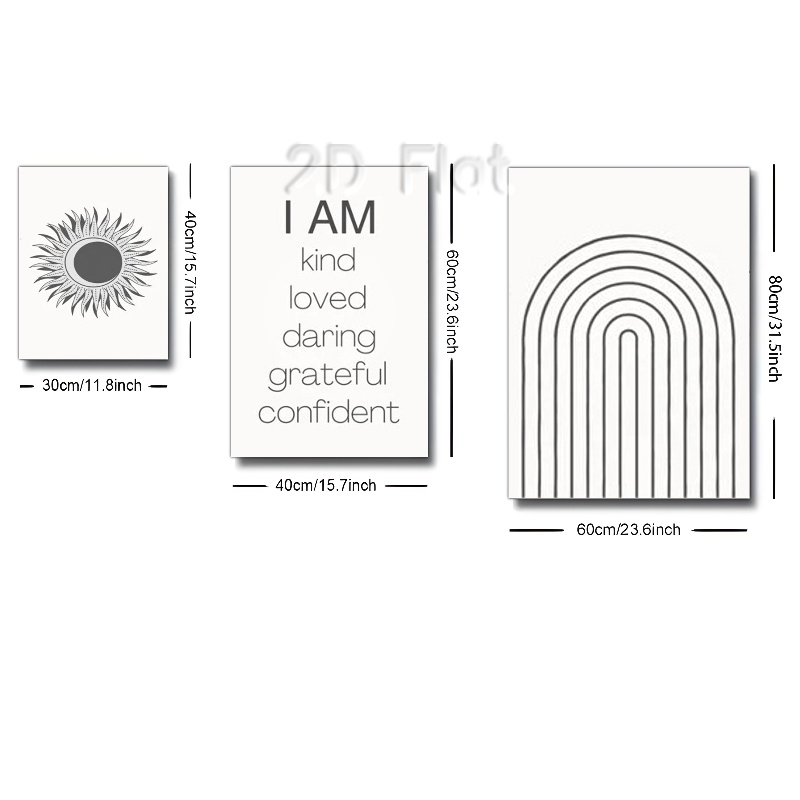 2D Flat
I AM
kind
loved
daring
grateful
confident
40cm/15.7inch
30cm/11.8inch
60cm/23.6inch
40cm/15.7inch
80cm/31.5inch
60cm/23.6inch